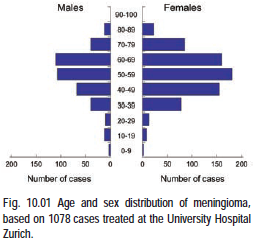 Males Females
90-100
80-89
70-79
60-69
50-59
40-49
30-39
20-29
10-19
0-9
200 150 100 50 0 0 50 100 150 200
Number of cases Number of cases
Fig. 10.01 Age and sex distribution of meningioma,
based on 1078 cases treated at the University Hospital
Zurich.